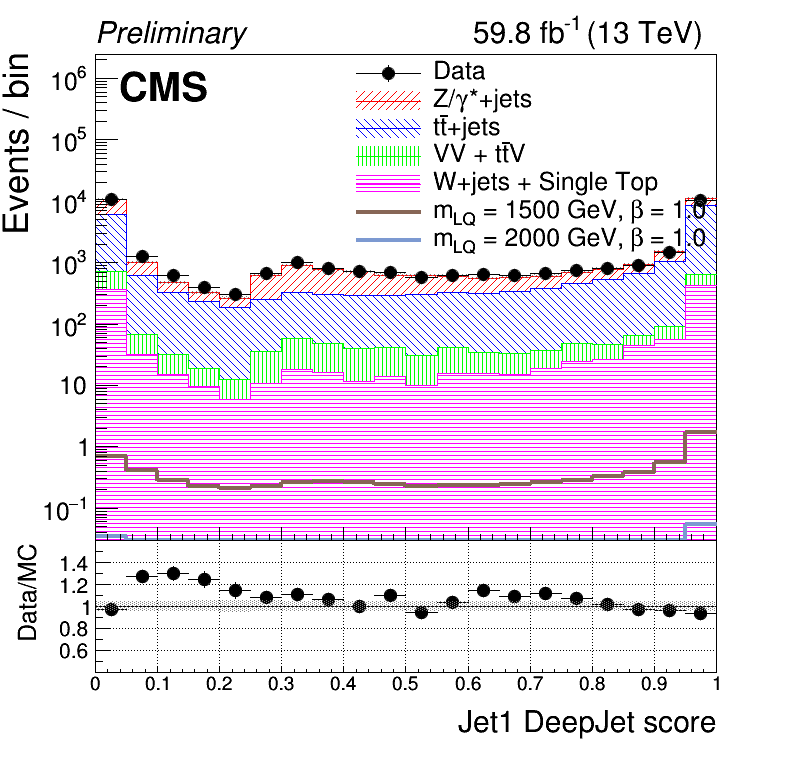 Preliminary 59.8 fb⁻¹ (13 TeV)
CMS
Data
Z/γ*+jets
tt̄+jets
VV + tt̄V
W+jets + Single Top
m_LQ = 1500 GeV, β = 1.0
m_LQ = 2000 GeV, β = 1.0
Events / bin
10⁶
10⁵
10⁴
10³
10²
10
1
10⁻¹
Data/MC
1.4
1.2
1
0.8
0.6
0 0.1 0.2 0.3 0.4 0.5 0.6 0.7 0.8 0.9 1
Jet1 DeepJet score